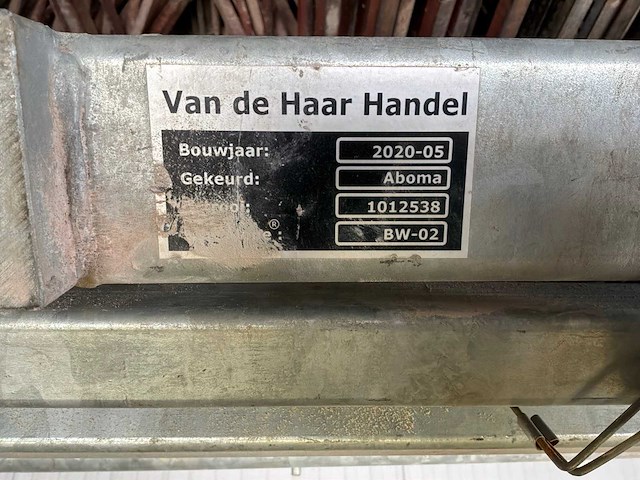 Van de Haar Handel
Bouwjaar: 2020-05
Gekeurd: Aboma
1012538
® : BW-02